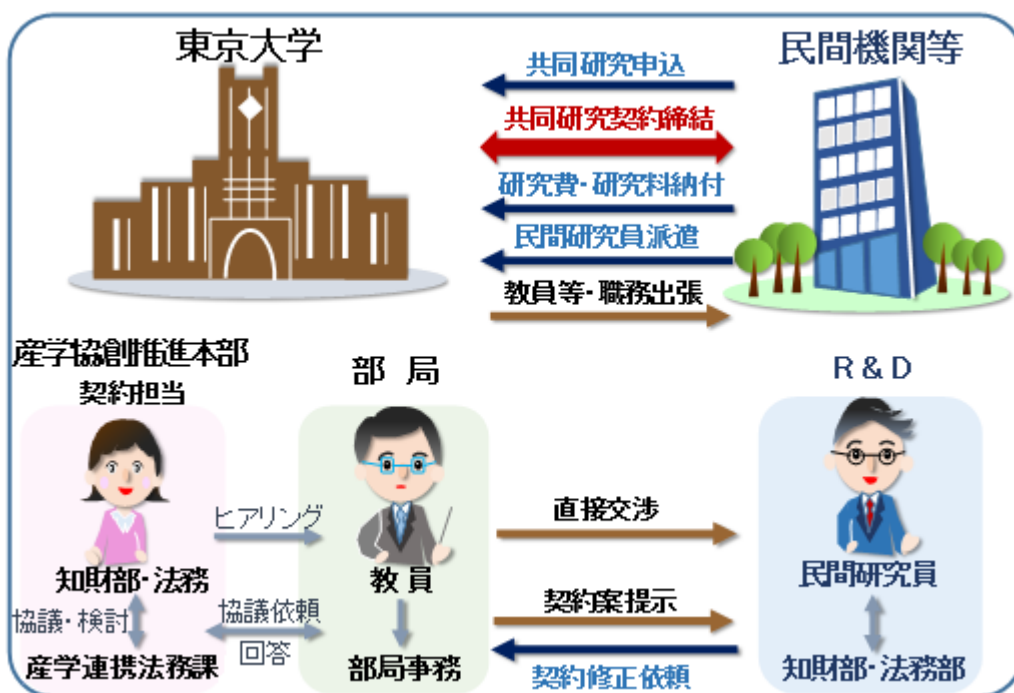 東京大学
民間機関等
共同研究申込
共同研究契約締結
研究費・研究料納付
民間研究員派遣
教員等・職務出張
産学協創推進本部
契約担当
部 局
R & D
ヒアリング
直接交渉
知財部・法務
教員
民間研究員
協議・検討
協議依頼
回答
契約案提示
産学連携法務課
部局事務
契約修正依頼
知財部・法務部